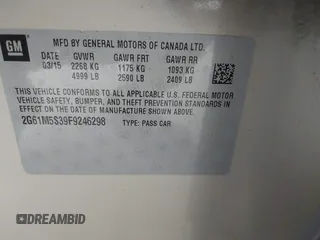 GM
MFD BY GENERAL MOTORS OF CANADA LTD.
DATE GVWR GAWR FRT GAWR RR
03/15 2268 KG 1175 KG 1093 KG
4999 LB 2590 LB 2409 LB
THIS VEHICLE CONFORMS TO ALL APPLICABLE U.S. FEDERAL MOTOR
VEHICLE SAFETY, BUMPER, AND THEFT PREVENTION STANDARDS IN
EFFECT ON THE DATE OF MANUFACTURE SHOWN ABOVE.
2G61M5S39F9246298 TYPE: PASS CAR
DREAMBID
DREAMBID